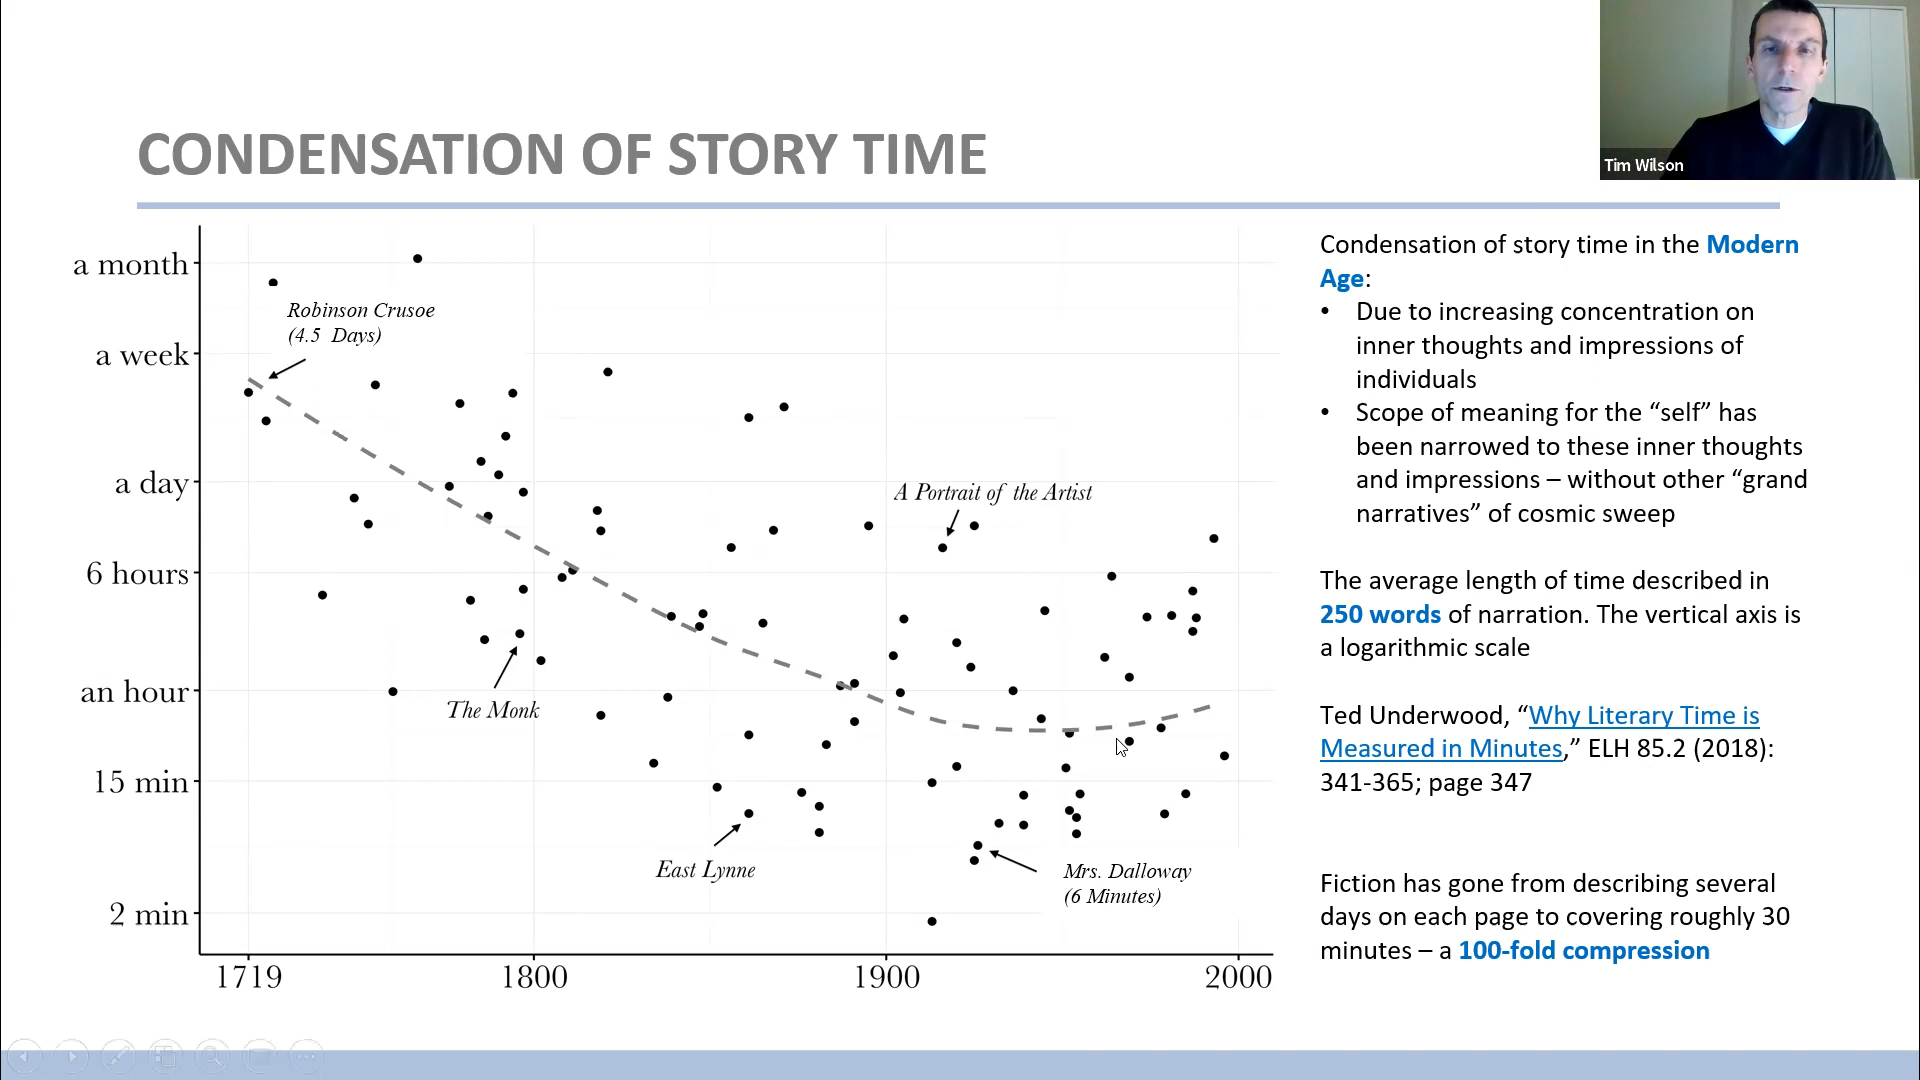 Tim Wilson
CONDENSATION OF STORY TIME
a month
a week
a day
6 hours
an hour
15 min
2 min
1719
1800
1900
2000
Robinson Crusoe
(4.5 Days)
The Monk
East Lynne
A Portrait of the Artist
Mrs. Dalloway
(6 Minutes)
Condensation of story time in the Modern
Age:
• Due to increasing concentration on
inner thoughts and impressions of
individuals
• Scope of meaning for the “self” has
been narrowed to these inner thoughts
and impressions – without other “grand
narratives” of cosmic sweep
The average length of time described in
250 words of narration. The vertical axis is
a logarithmic scale
Ted Underwood, “Why Literary Time is
Measured in Minutes,” ELH 85.2 (2018):
341-365; page 347
Fiction has gone from describing several
days on each page to covering roughly 30
minutes – a 100-fold compression